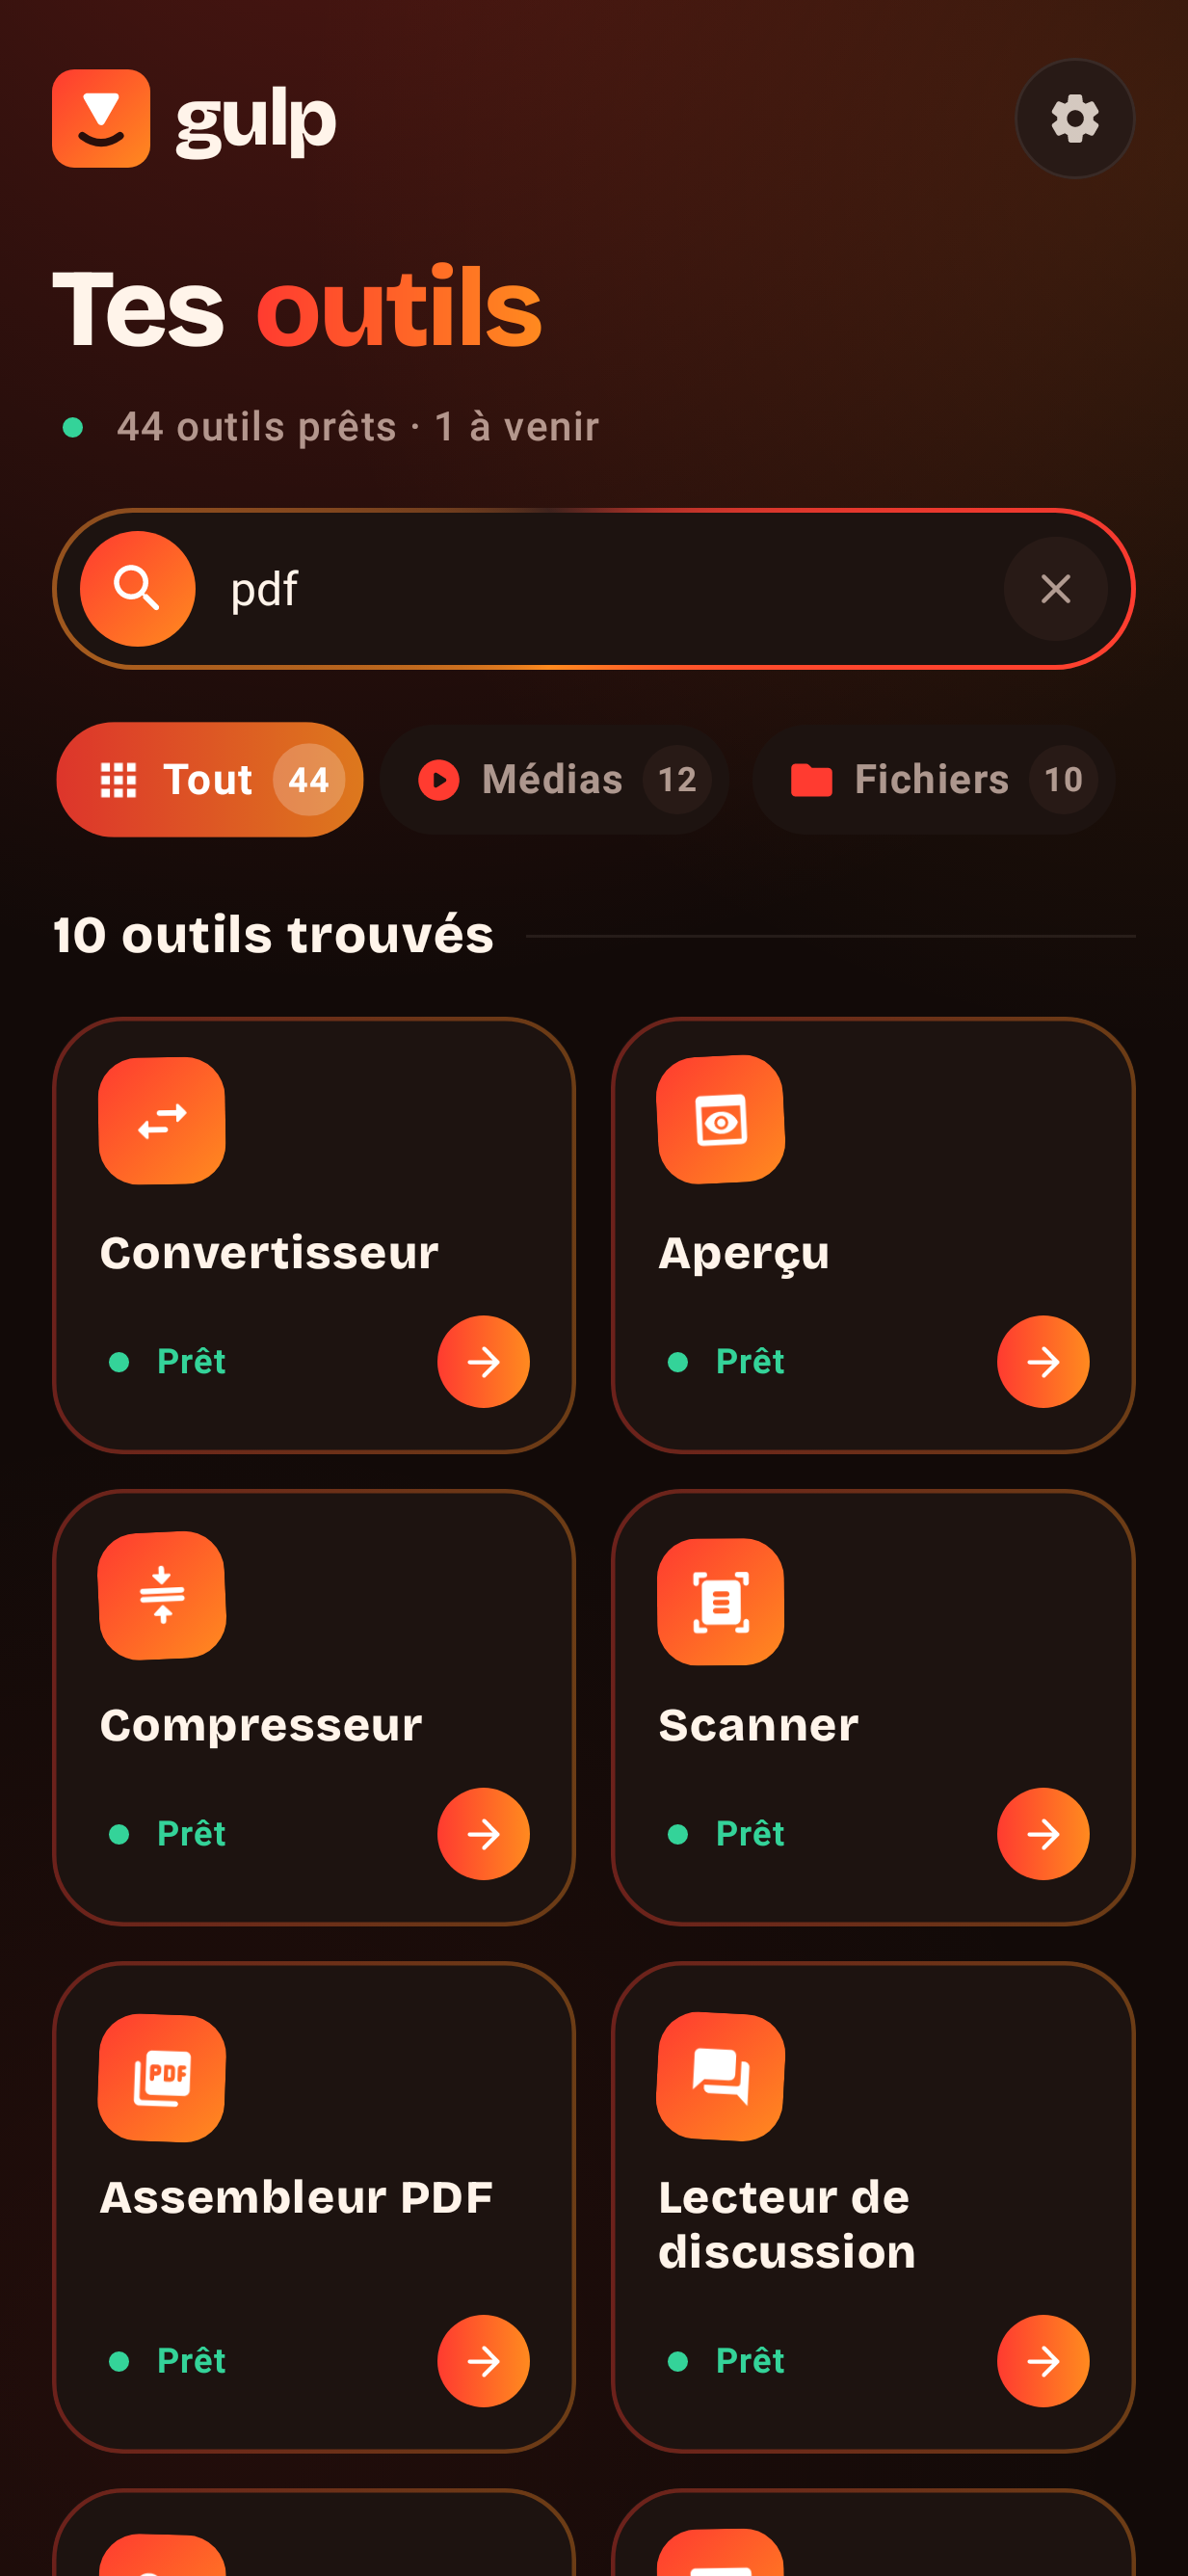 gulp
Tes outils
44 outils prêts · 1 à venir
pdf
Tout 44
Médias 12
Fichiers 10
10 outils trouvés
Convertisseur
Prêt
Aperçu
Prêt
Compresseur
Prêt
Scanner
Prêt
PDF
Assembleur PDF
Prêt
Lecteur de
discussion
Prêt